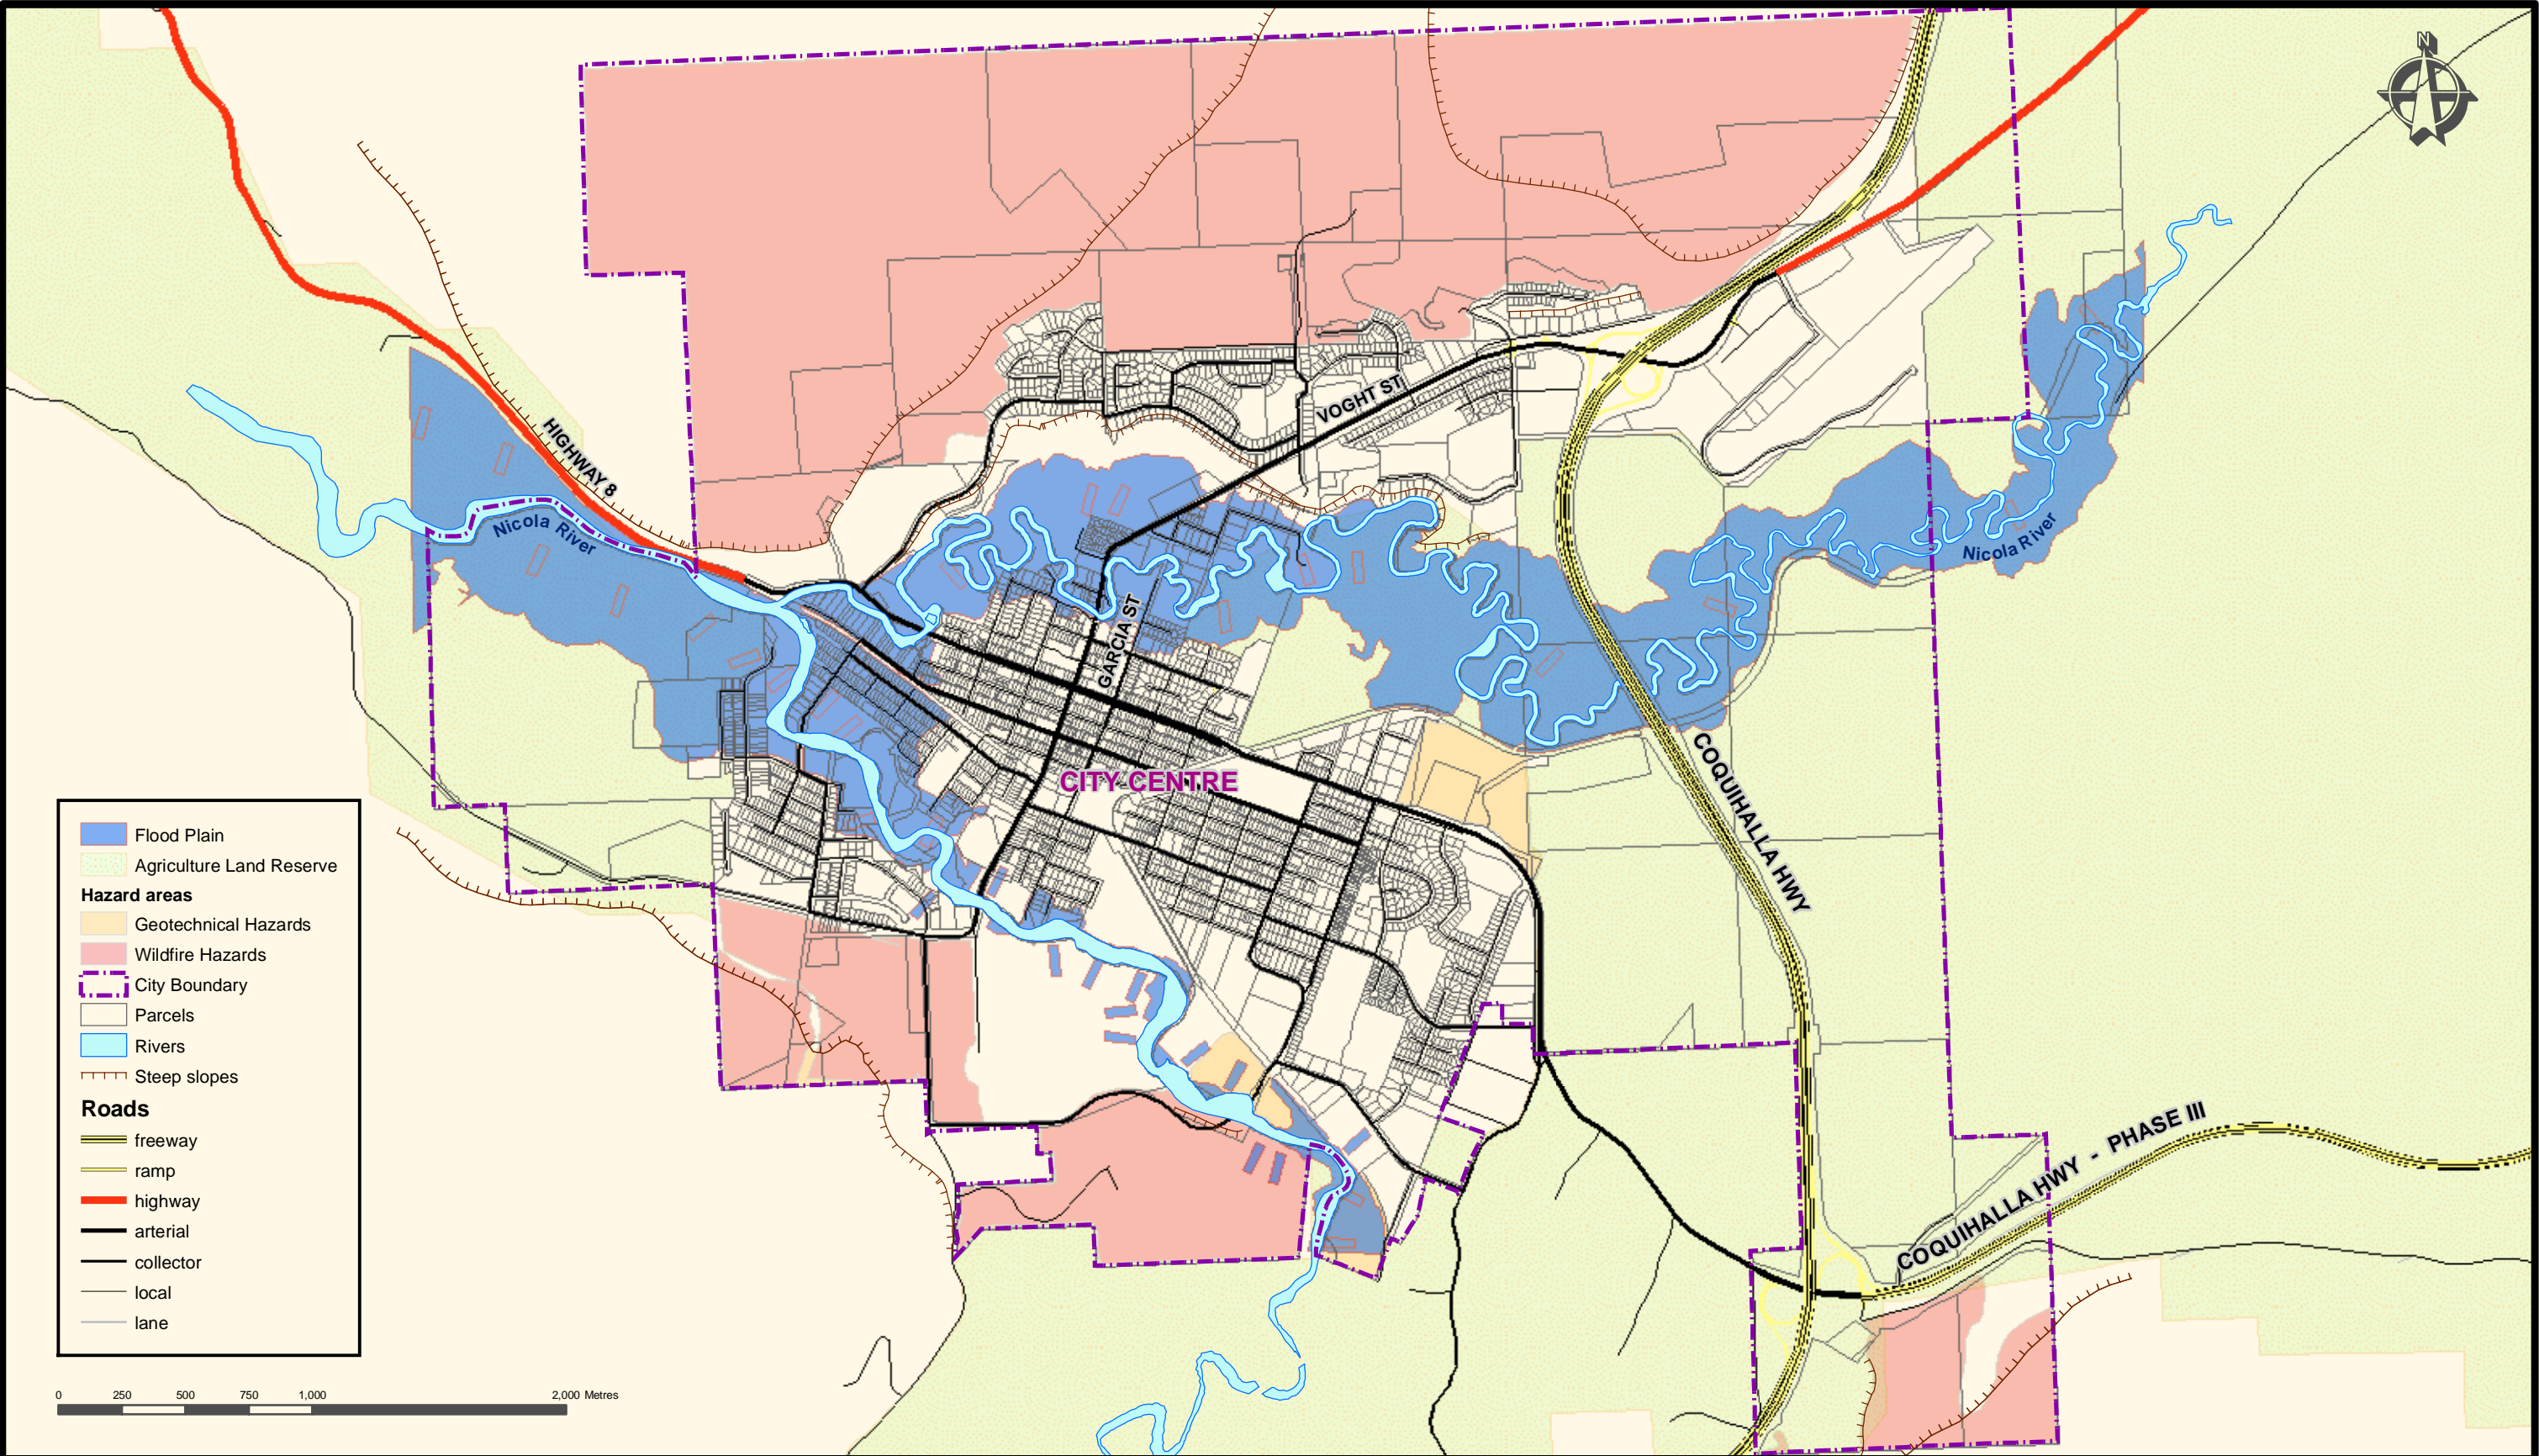 N
HIGHWAY 8
VOGHT ST
Nicola River
Nicola River
GARCIA ST
CITY CENTRE
COQUIHALLA HWY
COQUIHALLA HWY - PHASE III
Flood Plain
Agriculture Land Reserve
Hazard areas
Geotechnical Hazards
Wildfire Hazards
City Boundary
Parcels
Rivers
Steep slopes
Roads
freeway
ramp
highway
arterial
collector
local
lane
0 250 500 750 1,000 2,000 Metres